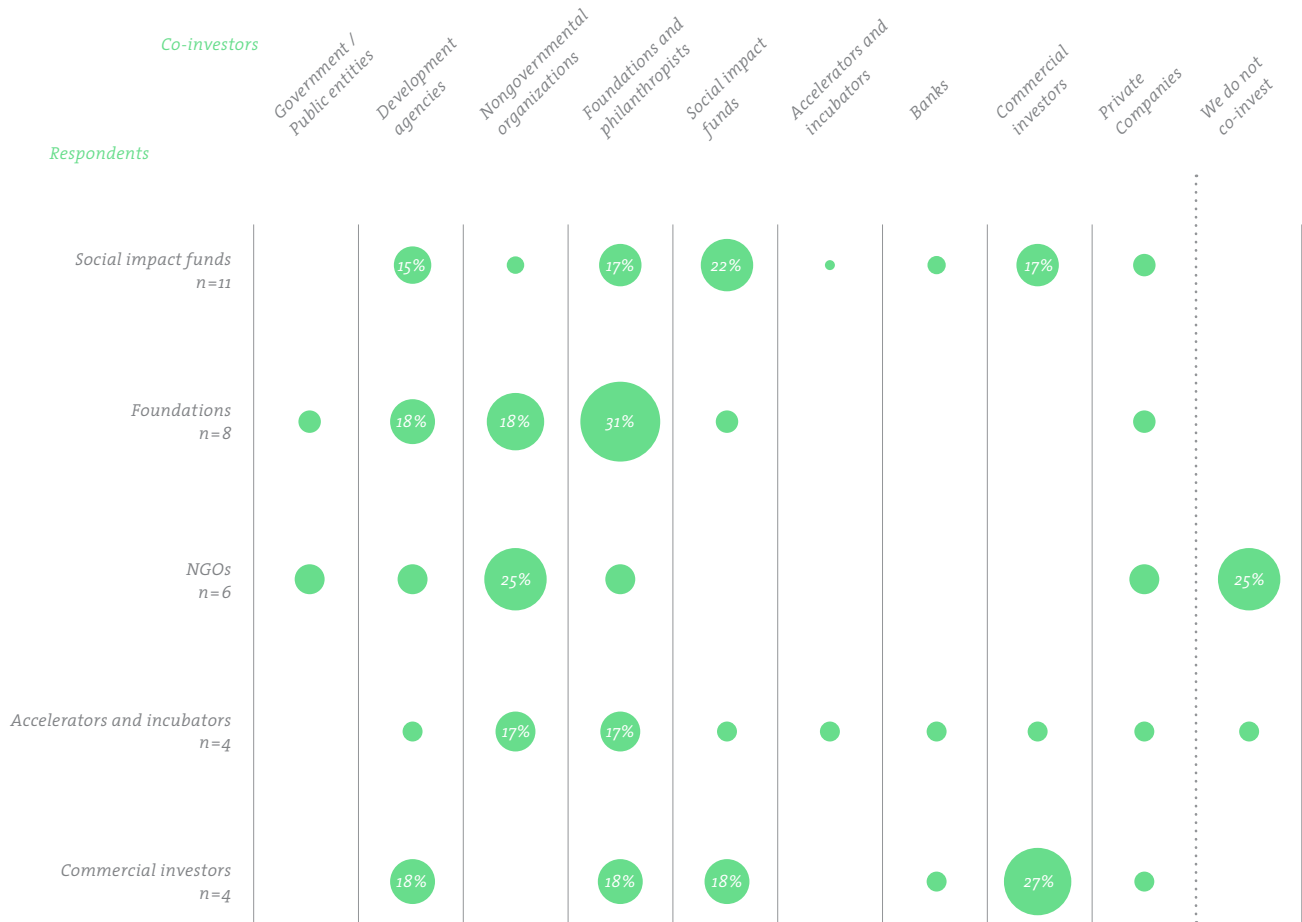 Co-investors
Respondents
Government /
Public entities
Development
agencies
Nongovernmental
organizations
Foundations and
philanthropists
Social impact
funds
Accelerators and
incubators
Banks
Commercial
investors
Private
Companies
We do not
co-invest
Social impact funds
n=11
15%
17%
22%
17%
Foundations
n=8
18%
18%
31%
NGOs
n=6
25%
25%
Accelerators and incubators
n=4
17%
17%
Commercial investors
n=4
18%
18%
18%
27%